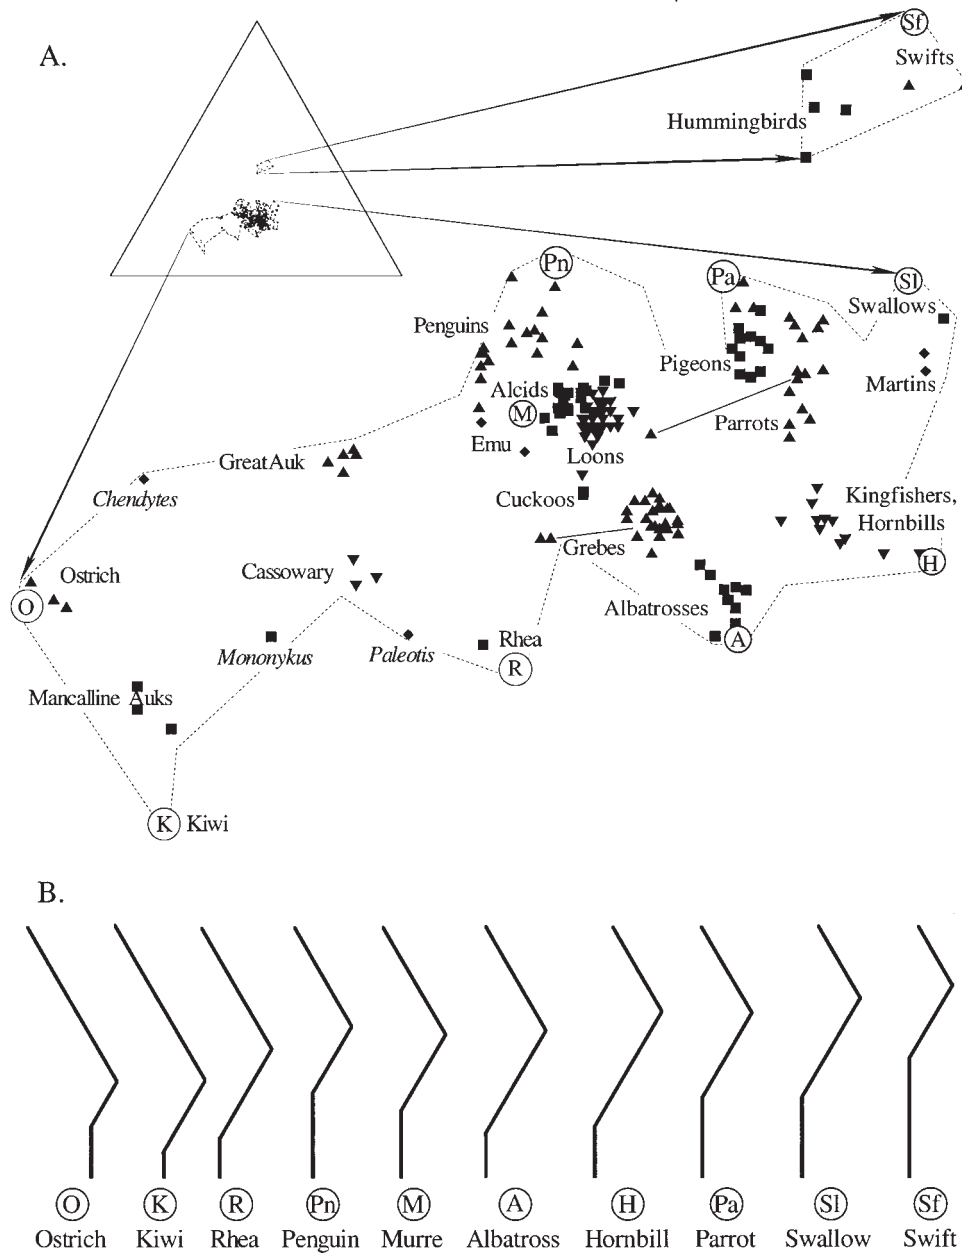 A.
Sf
Swifts
Hummingbirds
Pn
Pa
Sl
Swallows
Penguins
Pigeons
Martins
Alcids
M
Parrots
Emu
Loons
GreatAuk
Chendytes
Cuckoos
Kingfishers,
Hornbills
Grebes
H
Ostrich
O
Cassowary
Albatrosses
A
Rhea
R
Mononykus
Paleotis
Mancalline Auks
K
Kiwi
B.
O K R Pn M A H Pa Sl Sf
Ostrich Kiwi Rhea Penguin Murre Albatross Hornbill Parrot Swallow Swift